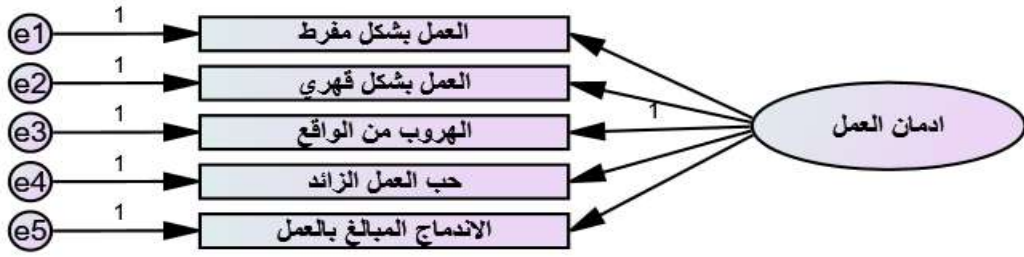 e1 1 العمل بشكل مفرط
e2 1 العمل بشكل قهري
e3 1 الهروب من الواقع 1 ادمان العمل
e4 1 حب العمل الزائد
e5 1 الاندماج المبالغ بالعمل